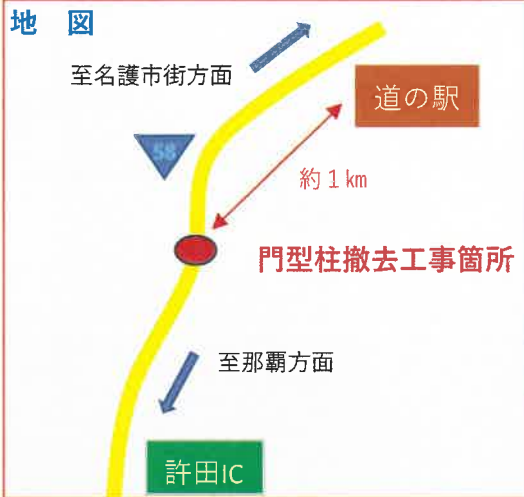 地　図
至名護市街方面
道の駅
58
約１㎞
門型柱撤去工事箇所
至那覇方面
許田IC